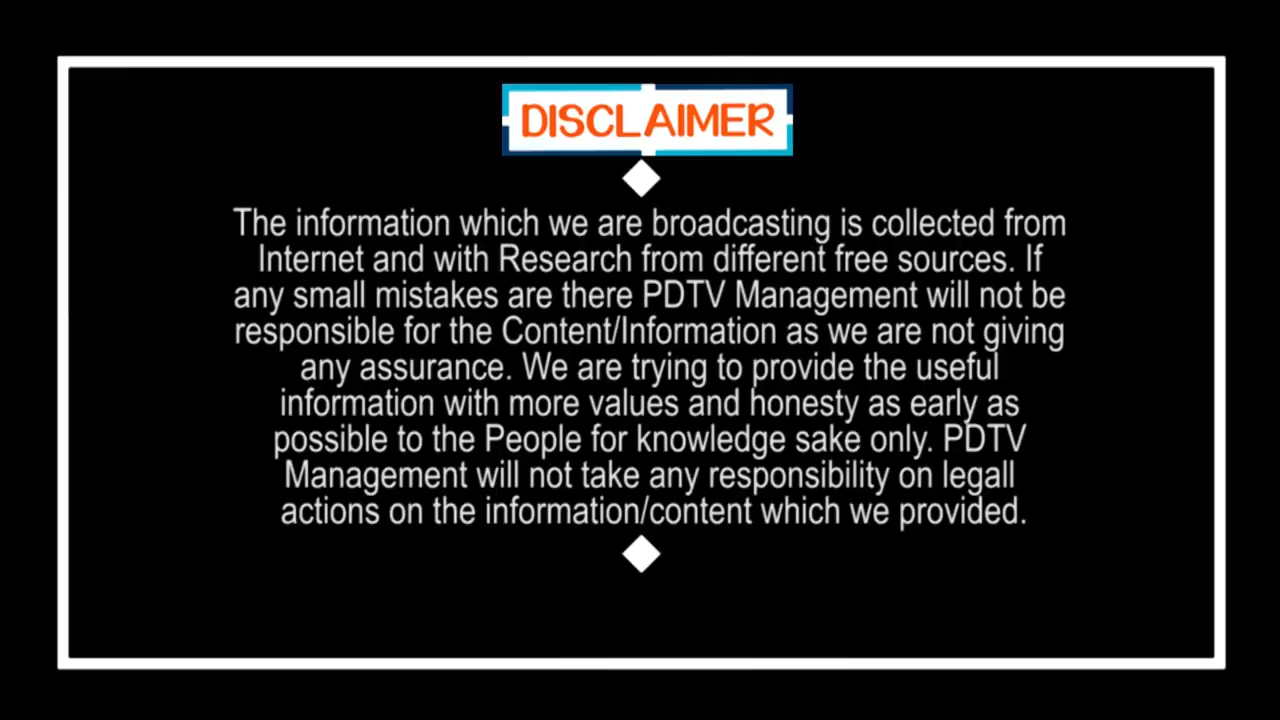 DISCLAIMER
The information which we are broadcasting is collected from
Internet and with Research from different free sources. If
any small mistakes are there PDTV Management will not be
responsible for the Content/Information as we are not giving
any assurance. We are trying to provide the useful
information with more values and honesty as early as
possible to the People for knowledge sake only. PDTV
Management will not take any responsibility on legall
actions on the information/content which we provided.